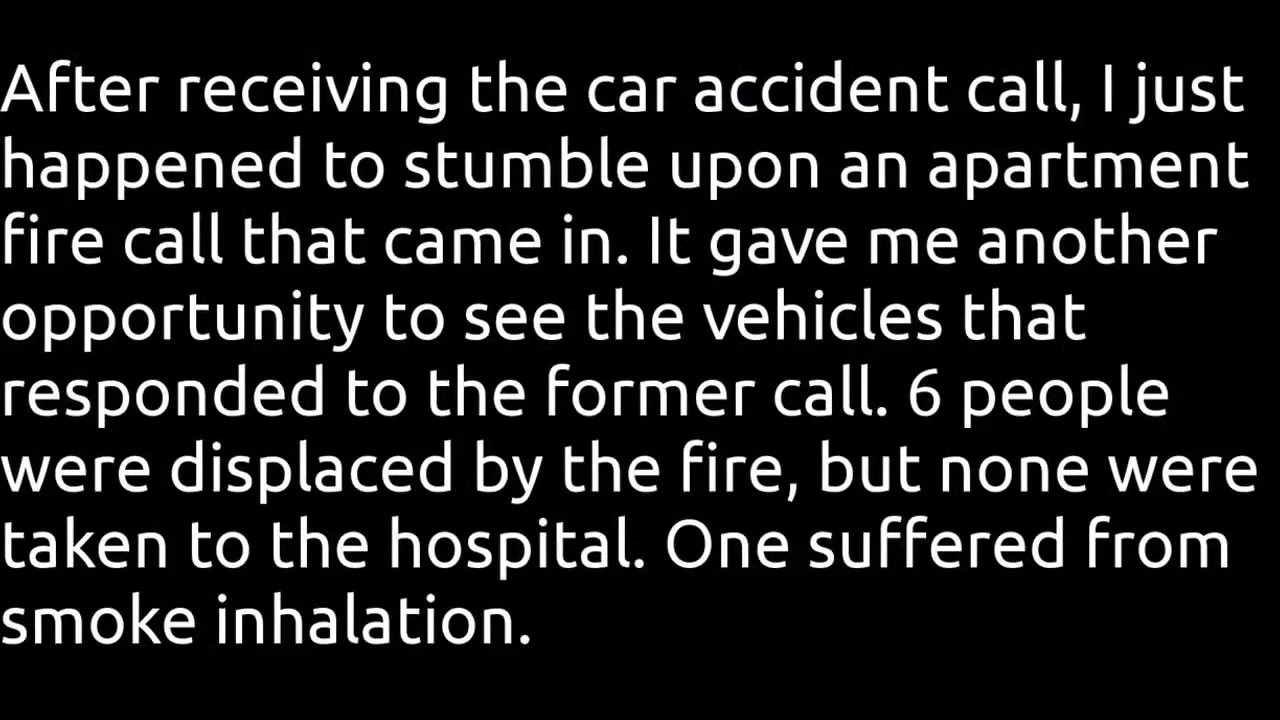 After receiving the car accident call, I just
happened to stumble upon an apartment
fire call that came in. It gave me another
opportunity to see the vehicles that
responded to the former call. 6 people
were displaced by the fire, but none were
taken to the hospital. One suffered from
smoke inhalation.